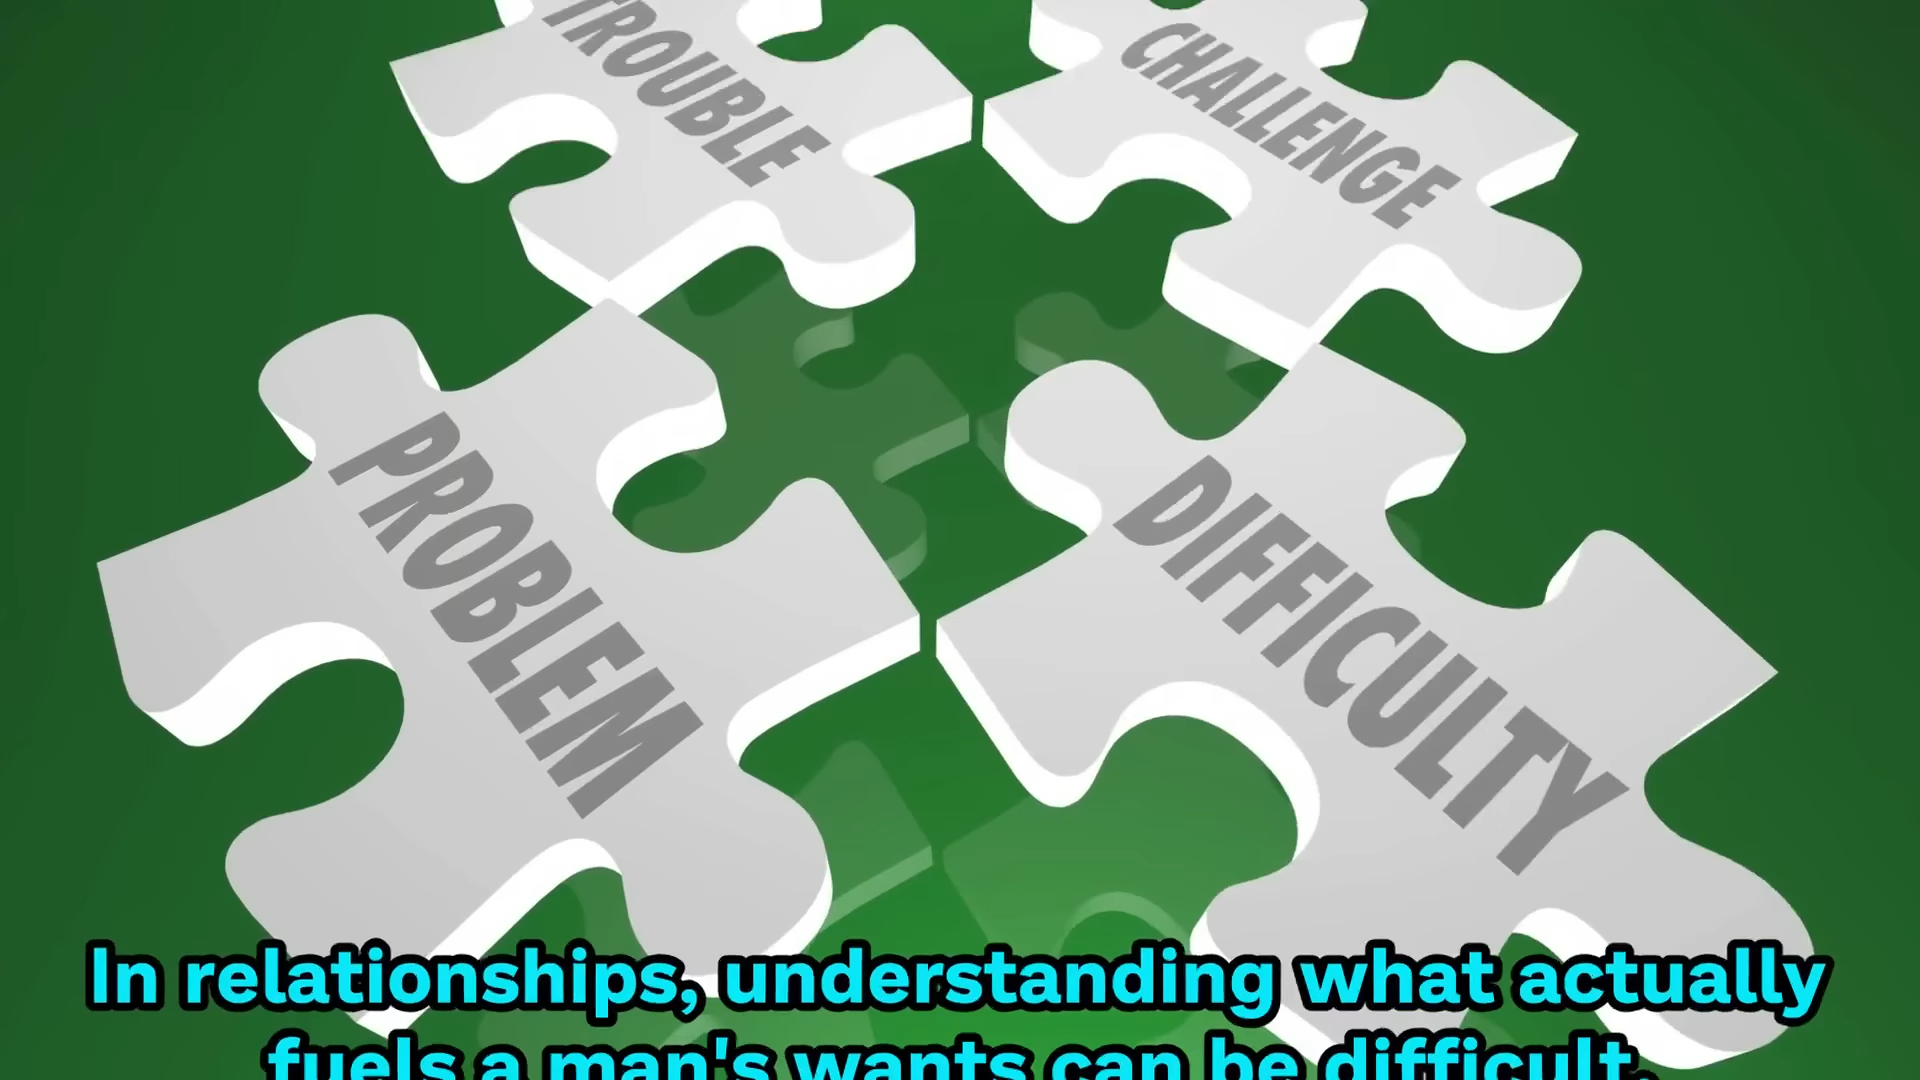 TROUBLE
CHALLENGE
PROBLEM
DIFFICULTY
In relationships, understanding what actually
fuels a man's wants can be difficult.